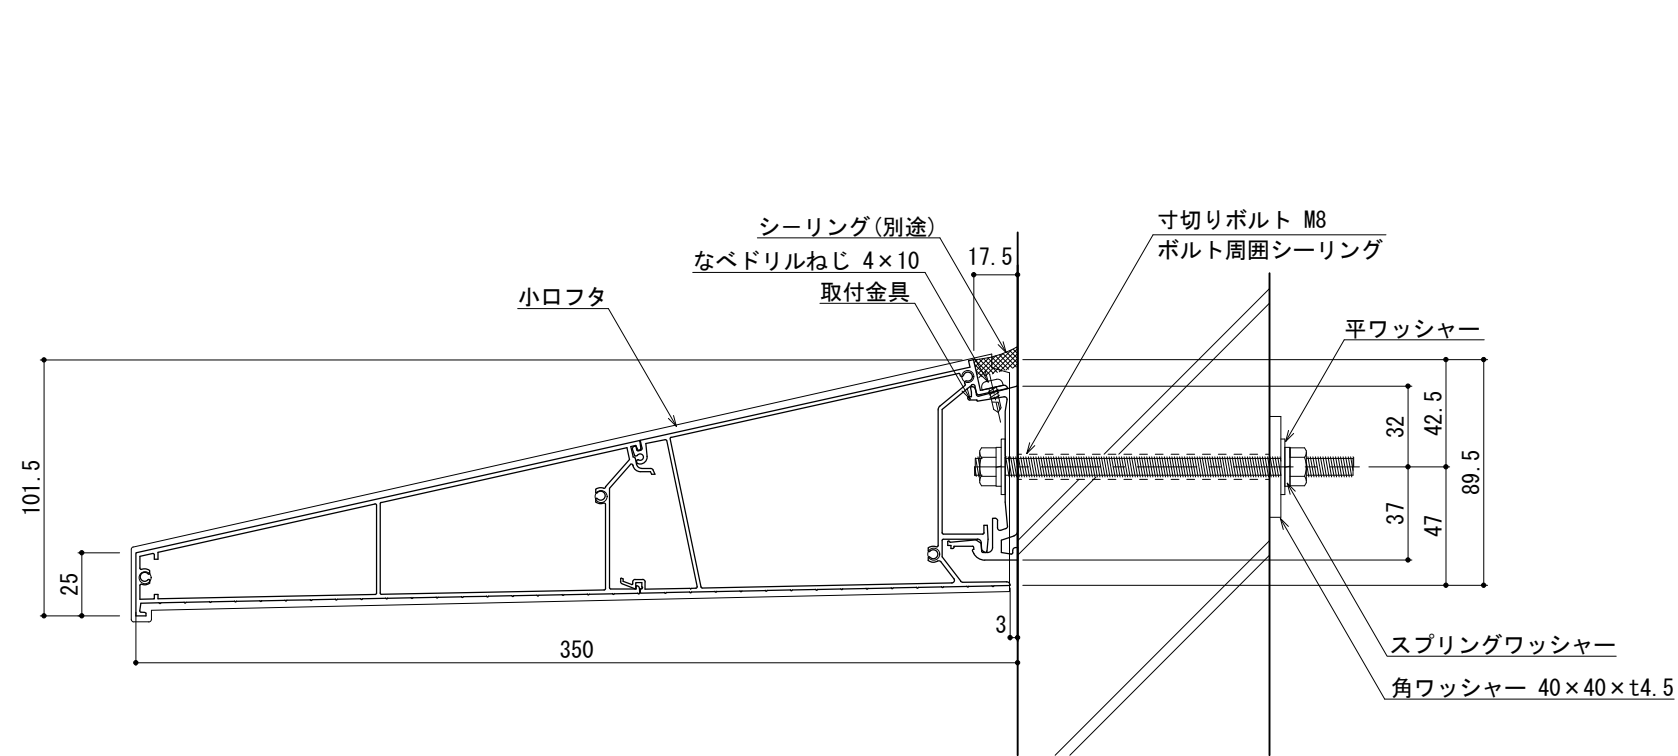 シーリング(別途)
なべドリルねじ 4×10
取付金具
小口フタ
17.5
寸切りボルト M8
ボルト周囲シーリング
平ワッシャー
101.5
25
32
42.5
89.5
37
47
3
350
スプリングワッシャー
角ワッシャー 40×40×t4.5